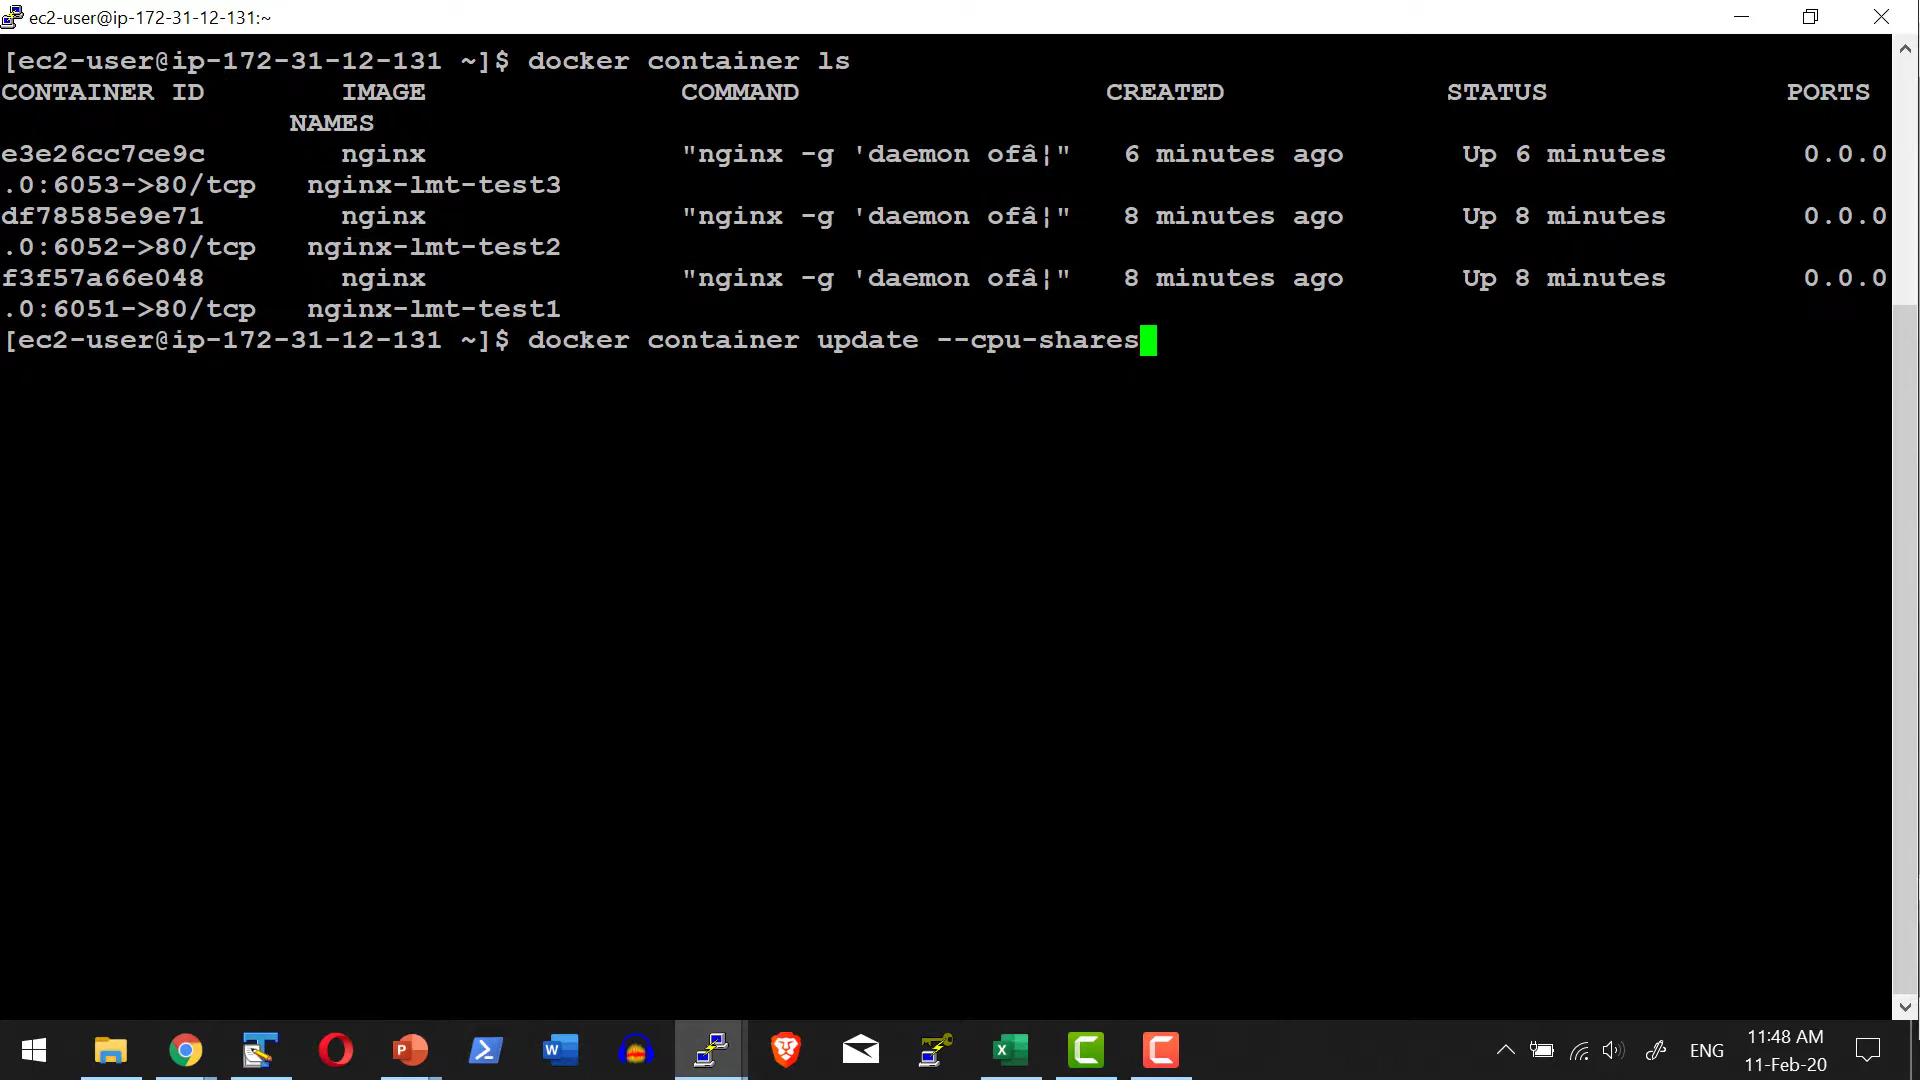 ec2-user@ip-172-31-12-131:~
[ec2-user@ip-172-31-12-131 ~]$ docker container ls
CONTAINER ID        IMAGE               COMMAND                  CREATED             STATUS              PORTS
                 NAMES
e3e26cc7ce9c        nginx               "nginx -g 'daemon ofâ¦"   6 minutes ago       Up 6 minutes        0.0.0
.0:6053->80/tcp   nginx-lmt-test3
df78585e9e71        nginx               "nginx -g 'daemon ofâ¦"   8 minutes ago       Up 8 minutes        0.0.0
.0:6052->80/tcp   nginx-lmt-test2
f3f57a66e048        nginx               "nginx -g 'daemon ofâ¦"   8 minutes ago       Up 8 minutes        0.0.0
.0:6051->80/tcp   nginx-lmt-test1
[ec2-user@ip-172-31-12-131 ~]$ docker container update --cpu-shares
ENG
11:48 AM
11-Feb-20